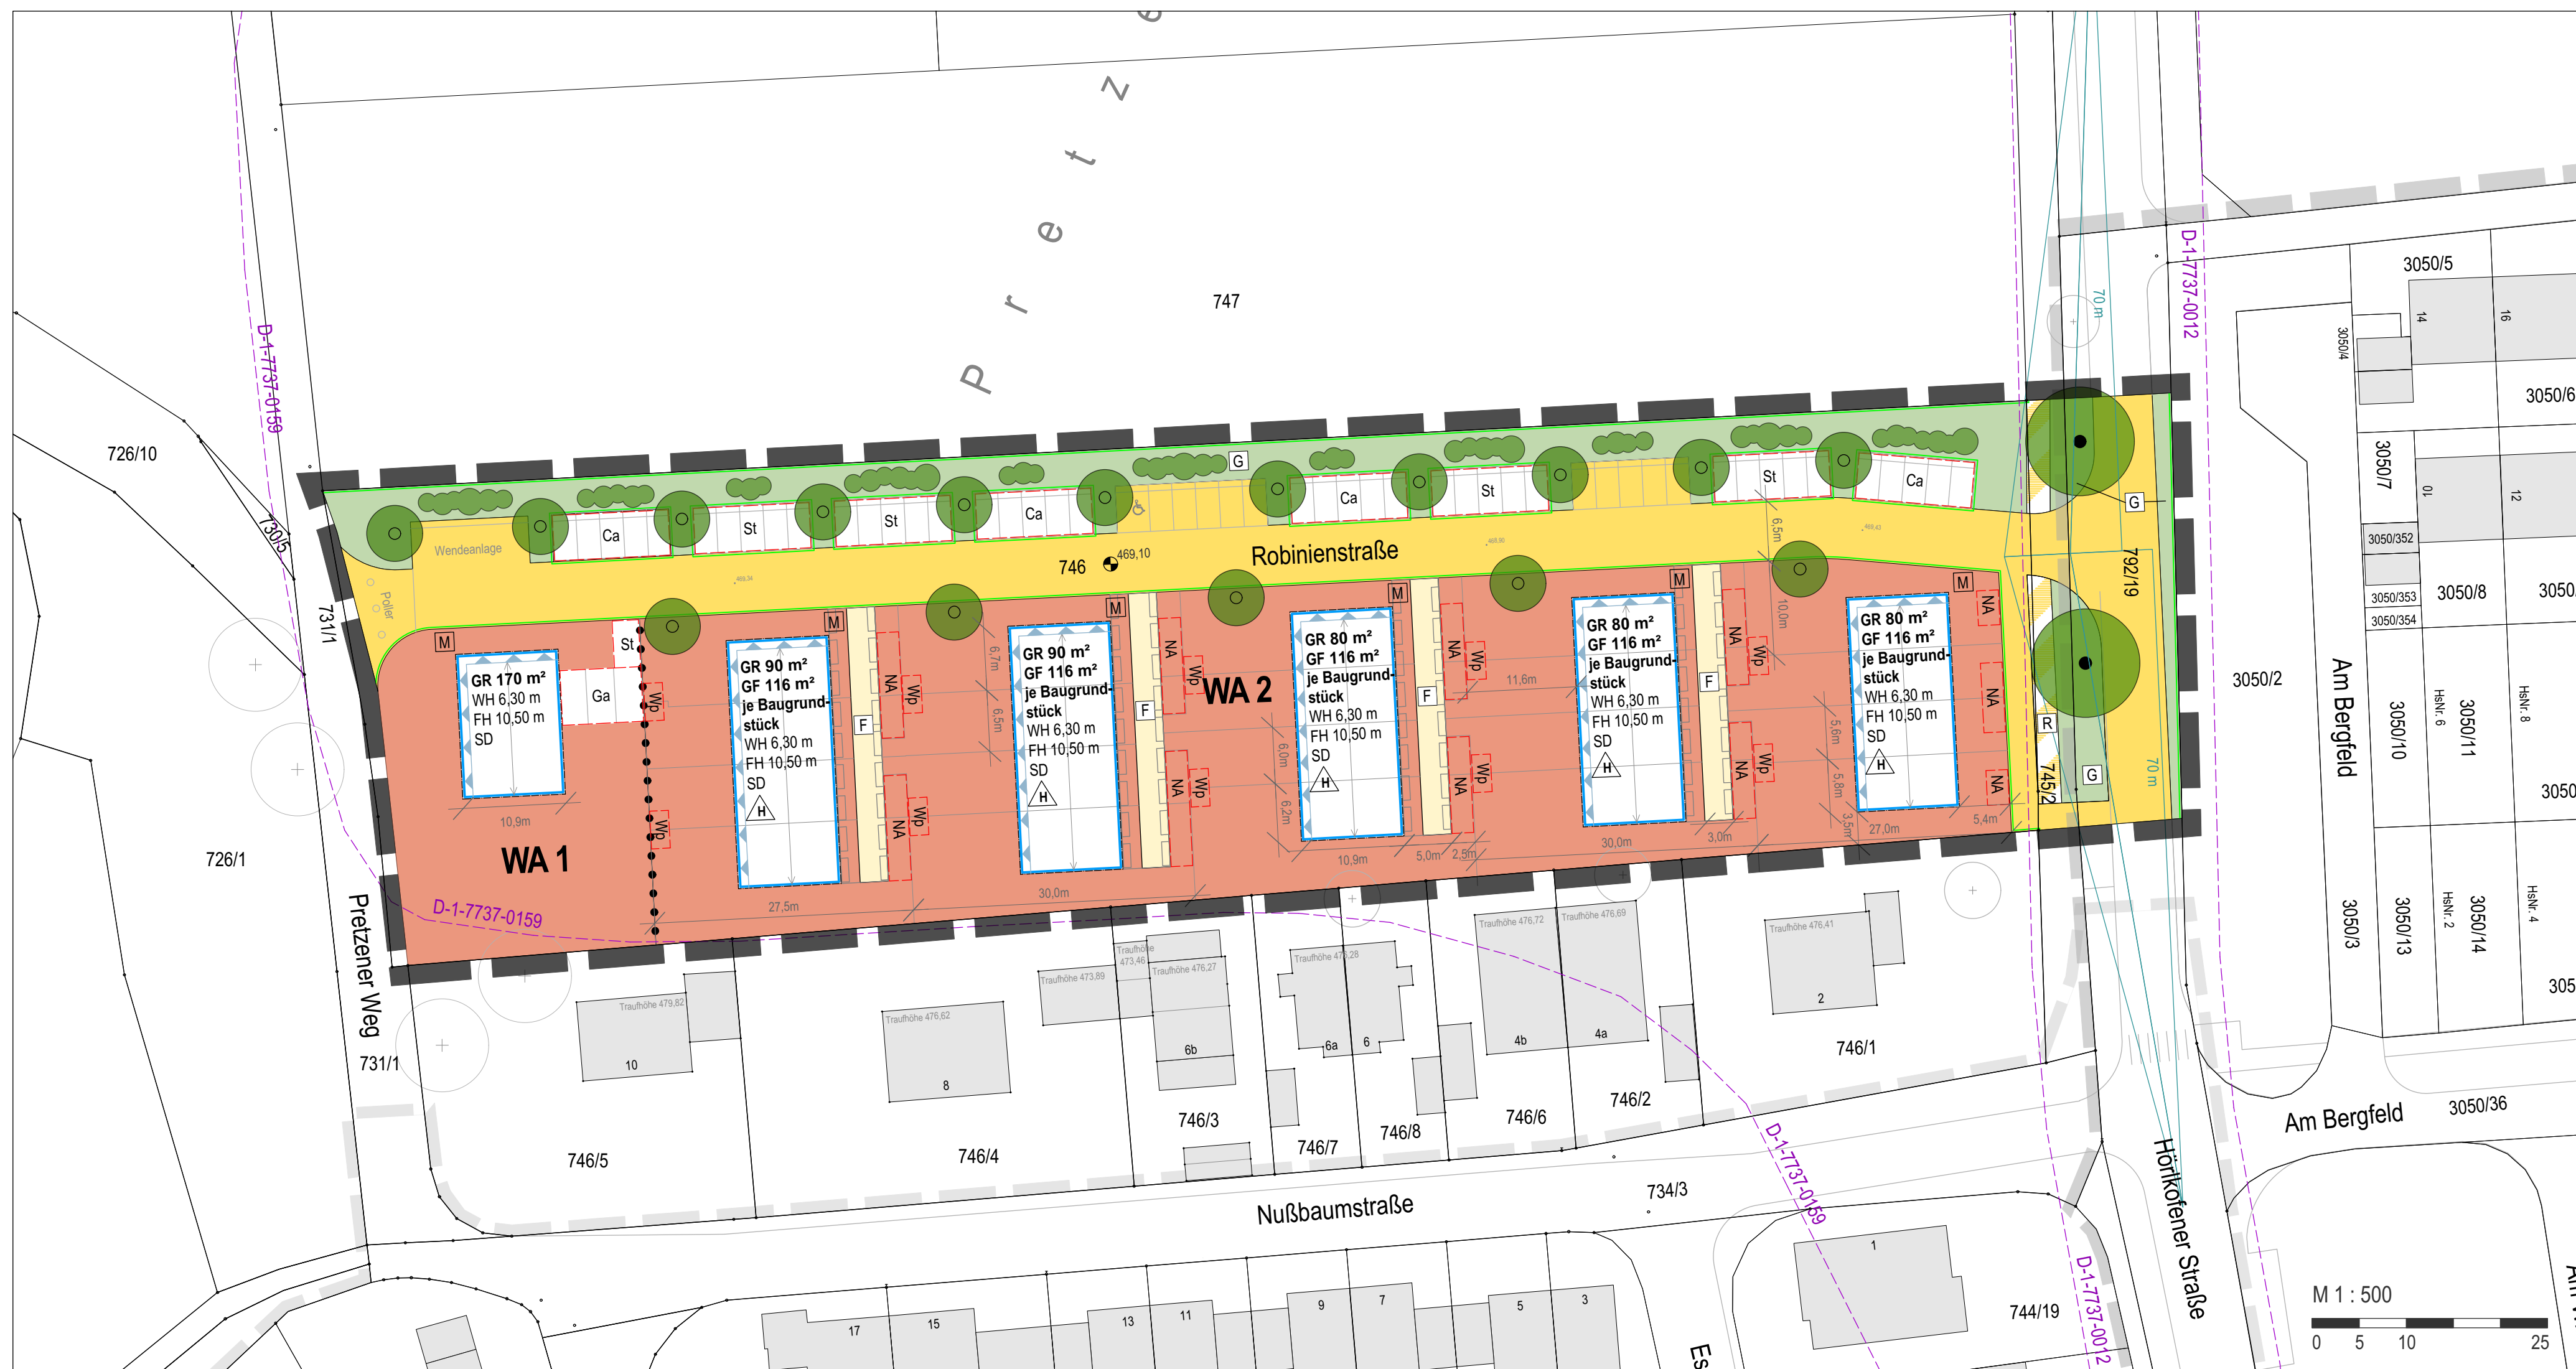 P r e t z e
747
D-1-7737-0159
D-1-7737-0012
70 m
726/10
730/5
731/1
726/1
3050/5
14
16
3050/4
3050/6
3050/7
10
12
3050/352
3050/353
3050/354
3050/8
3050/2
Am Bergfeld
3050/10
HsNr. 6
3050/11
HsNr. 8
3050/3
3050/13
HsNr. 2
3050/14
HsNr. 4
G
Wendeanlage
Poller
Ca
St
St
Ca
Ca
St
St
Ca
G
746
469,10
Robinienstraße
469,34
469,43
792/19
6,5m
M
M
M
M
M
M
St
Ga
GR 170 m²
WH 6,30 m
FH 10,50 m
SD
10,9m
WA 1
Wp
Wp
GR 90 m²
GF 116 m²
je Baugrund-
stück
WH 6,30 m
FH 10,50 m
SD
H
F
NA
Wp
NA
Wp
6,7m
6,5m
GR 90 m²
GF 116 m²
je Baugrund-
stück
WH 6,30 m
FH 10,50 m
SD
H
F
NA
Wp
NA
Wp
WA 2
6,0m
6,2m
GR 80 m²
GF 116 m²
je Baugrund-
stück
WH 6,30 m
FH 10,50 m
SD
H
F
NA
Wp
NA
Wp
11,6m
GR 80 m²
GF 116 m²
je Baugrund-
stück
WH 6,30 m
FH 10,50 m
SD
H
F
NA
Wp
NA
Wp
10,0m
5,6m
5,8m
3,5m
GR 80 m²
GF 116 m²
je Baugrund-
stück
WH 6,30 m
FH 10,50 m
SD
H
NA
NA
NA
R
745/2
G
70 m
27,5m
30,0m
10,9m
5,0m
2,5m
30,0m
3,0m
27,0m
5,4m
D-1-7737-0159
Pretzener Weg
731/1
Traufhöhe 479,82
10
Traufhöhe 476,62
8
Traufhöhe 473,89
Traufhöhe
473,46
Traufhöhe 476,27
6b
Traufhöhe 476,28
6a
6
Traufhöhe 476,72
4b
Traufhöhe 476,69
4a
Traufhöhe 476,41
2
746/5
746/4
746/3
746/7
746/8
746/6
746/2
746/1
Nußbaumstraße
734/3
D-1-7737-0159
D-1-7737-0012
Hörlkofener Straße
Am Bergfeld
3050/36
17
15
13
11
9
7
5
3
1
744/19
M 1 : 500
0 5 10 25